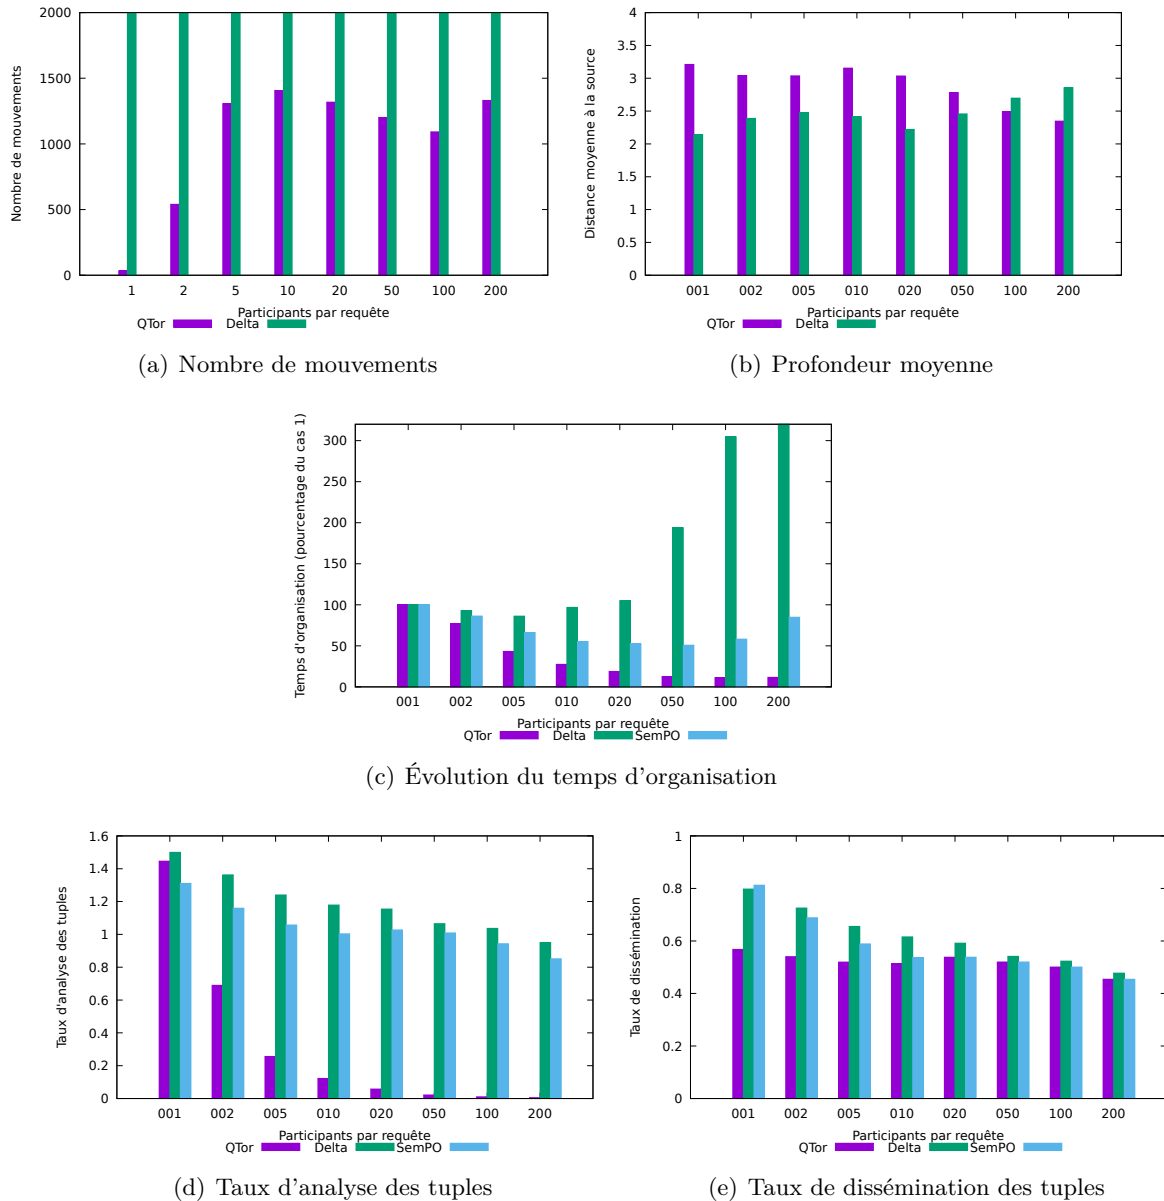 Nombre de mouvements
2000
1500
1000
500
0
1 2 5 10 20 50 100 200
Participants par requête
QTor Delta
(a) Nombre de mouvements
Distance moyenne à la source
4
3.5
3
2.5
2
1.5
1
0.5
0
001 002 005 010 020 050 100 200
Participants par requête
QTor Delta
(b) Profondeur moyenne
Temps d'organisation (pourcentage du cas 1)
300
250
200
150
100
50
0
001 002 005 010 020 050 100 200
Participants par requête
QTor Delta SemPO
(c) Évolution du temps d'organisation
Taux d'analyse des tuples
1.6
1.4
1.2
1
0.8
0.6
0.4
0.2
0
001 002 005 010 020 050 100 200
Participants par requête
QTor Delta SemPO
(d) Taux d'analyse des tuples
Taux de dissémination
1
0.8
0.6
0.4
0.2
0
001 002 005 010 020 050 100 200
Participants par requête
QTor Delta SemPO
(e) Taux de dissémination des tuples